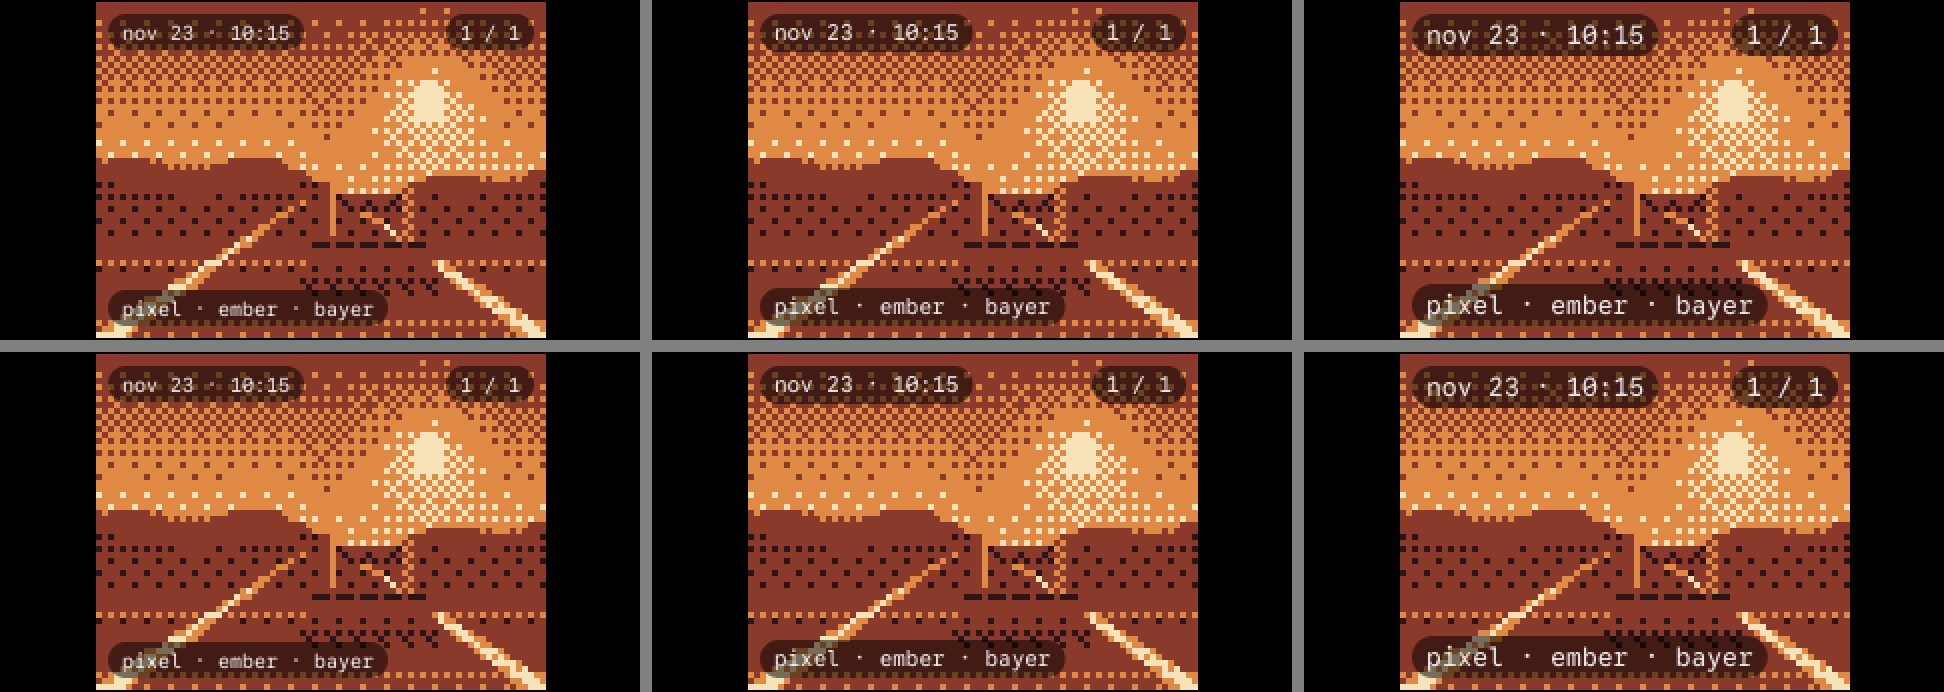 nov 23 · 10:15
1 / 1
nov 23 · 10:15
1 / 1
nov 23 · 10:15
1 / 1
pixel · ember · bayer
pixel · ember · bayer
pixel · ember · bayer
nov 23 · 10:15
1 / 1
nov 23 · 10:15
1 / 1
nov 23 · 10:15
1 / 1
pixel · ember · bayer
pixel · ember · bayer
pixel · ember · bayer